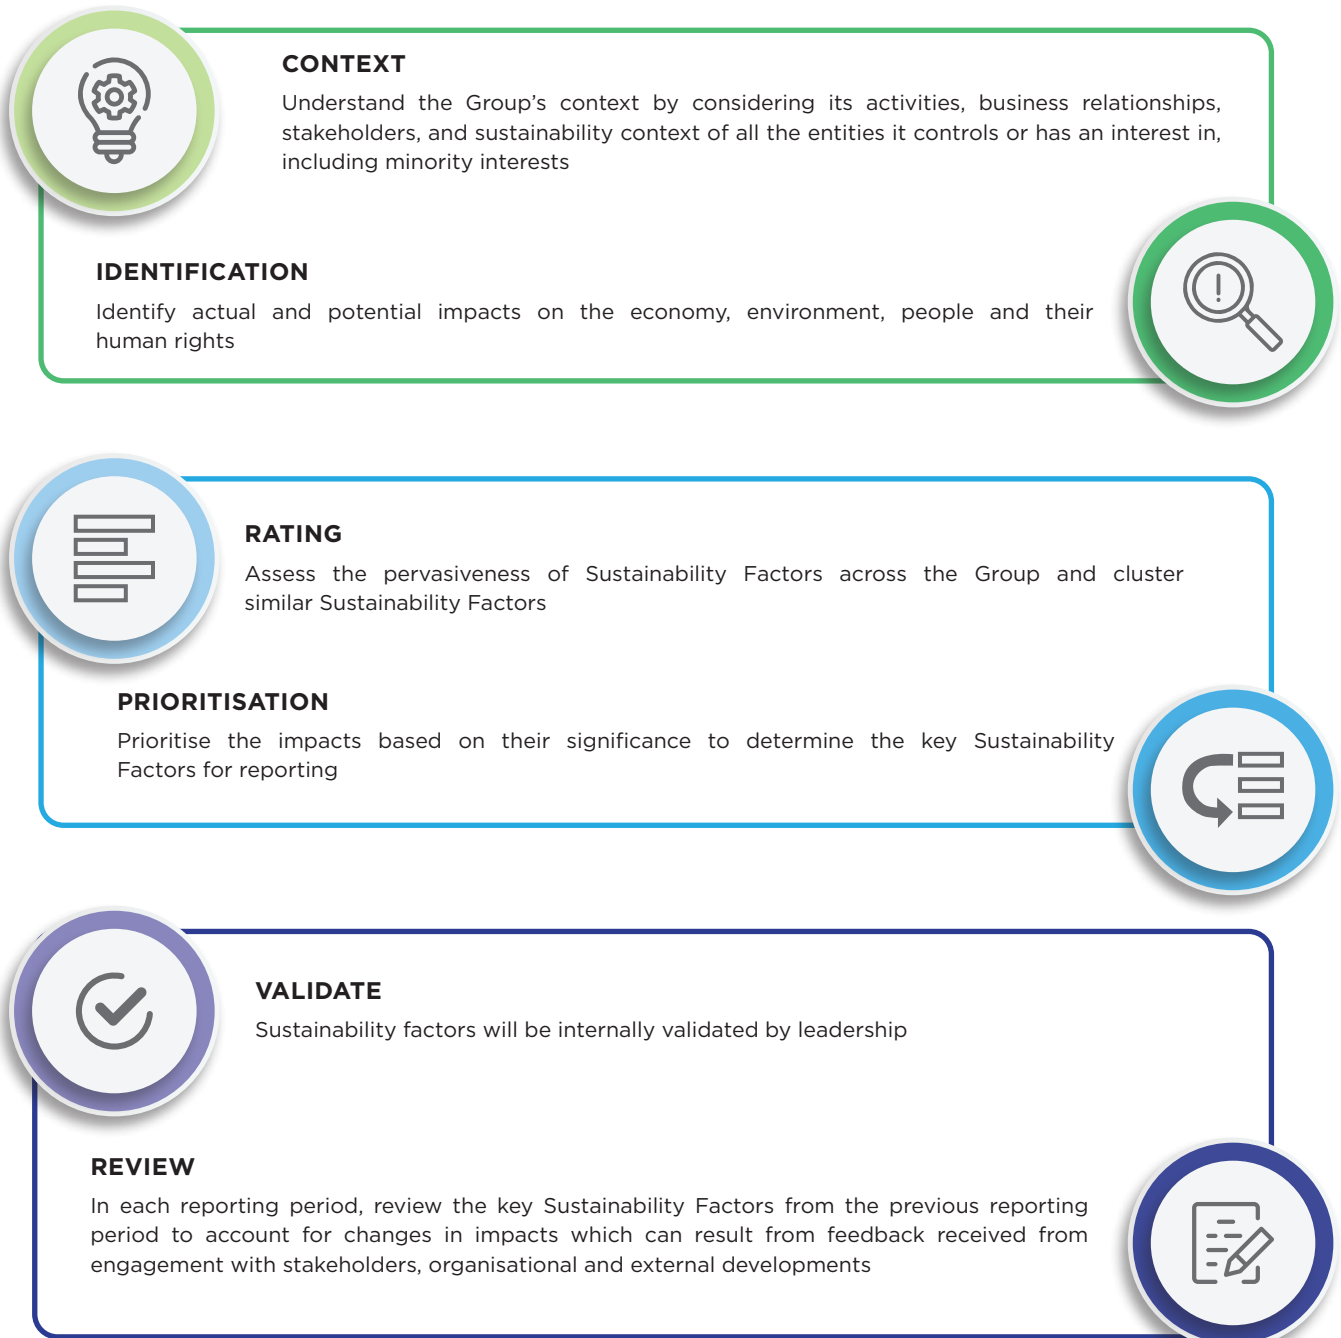 CONTEXT
Understand the Group’s context by considering its activities, business relationships,
stakeholders, and sustainability context of all the entities it controls or has an interest in,
including minority interests
IDENTIFICATION
Identify actual and potential impacts on the economy, environment, people and their
human rights
RATING
Assess the pervasiveness of Sustainability Factors across the Group and cluster
similar Sustainability Factors
PRIORITISATION
Prioritise the impacts based on their significance to determine the key Sustainability
Factors for reporting
VALIDATE
Sustainability factors will be internally validated by leadership
REVIEW
In each reporting period, review the key Sustainability Factors from the previous reporting
period to account for changes in impacts which can result from feedback received from
engagement with stakeholders, organisational and external developments